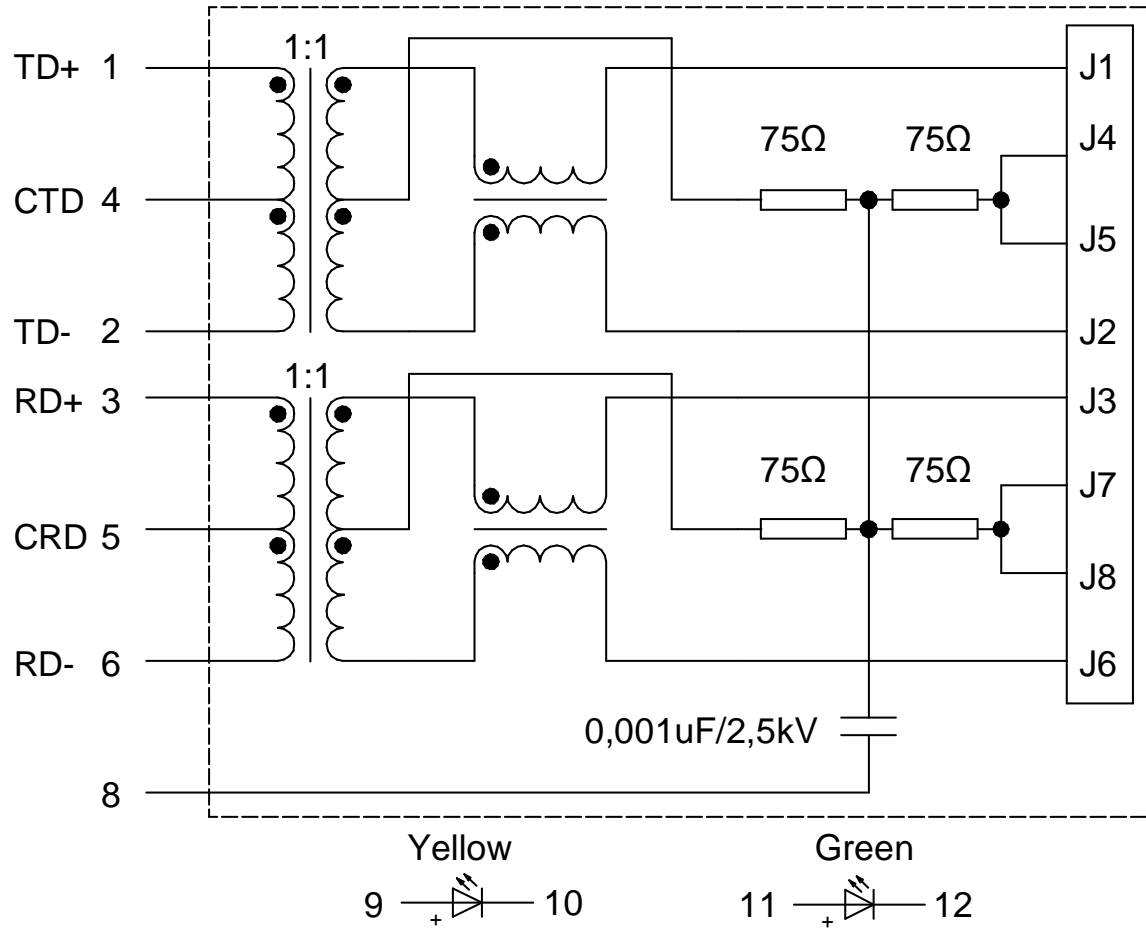 1:1
TD+ 1
J1
75Ω 75Ω
J4
CTD 4
J5
TD- 2
J2
1:1
RD+ 3
J3
75Ω 75Ω
J7
CRD 5
J8
RD- 6
J6
0,001uF/2,5kV
8
Yellow
Green
9 + 10
11 + 12